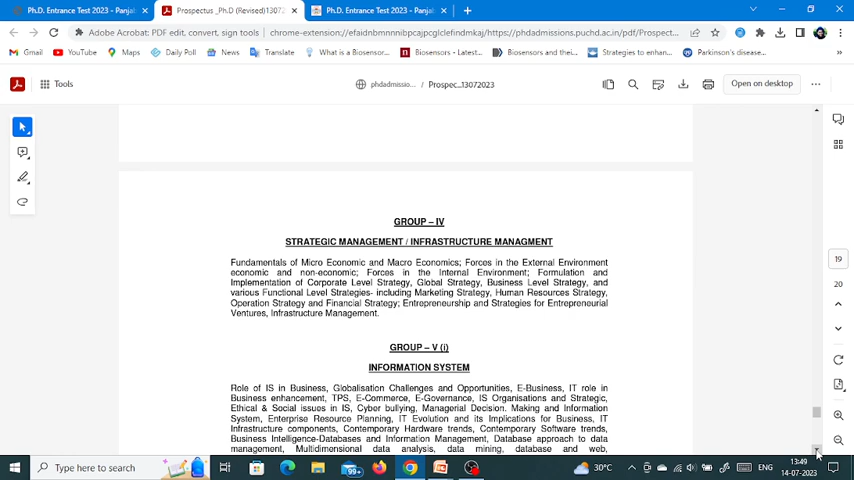 Ph.D. Entrance Test 2023 - Panja
Prospectus _Ph.D (Revised)1307
Ph.D. Entrance Test 2023 - Panjab
Adobe Acrobat: PDF edit, convert, sign tools
chrome-extension://efaidnbmnnnibpcajpcglclefindmkaj/https://phdadmissions.puchd.ac.in/pdf/Prospect...
Gmail
YouTube
Maps
Daily Poll
News
Translate
What is a Biosensor...
Biosensors - Latest...
Biosensors and thei...
Strategies to enhan...
Parkinson's disease...
Tools
phdadmissio...
/
Prospec...13072023
Open on desktop
GROUP – IV
STRATEGIC MANAGEMENT / INFRASTRUCTURE MANAGMENT
Fundamentals of Micro Economic and Macro Economics; Forces in the External Environment
economic and non-economic; Forces in the Internal Environment; Formulation and
Implementation of Corporate Level Strategy, Global Strategy, Business Level Strategy, and
various Functional Level Strategies- including Marketing Strategy, Human Resources Strategy,
Operation Strategy and Financial Strategy; Entrepreneurship and Strategies for Entrepreneurial
Ventures, Infrastructure Management.
GROUP – V (i)
INFORMATION SYSTEM
Role of IS in Business, Globalisation Challenges and Opportunities, E-Business, IT role in
Business enhancement, TPS, E-Commerce, E-Governance, IS Organisations and Strategic,
Ethical & Social issues in IS, Cyber bullying, Managerial Decision. Making and Information
System, Enterprise Resource Planning, IT Evolution and its Implications for Business, IT
Infrastructure components, Contemporary Hardware trends, Contemporary Software trends,
Business Intelligence-Databases and Information Management, Database approach to data
management, Multidimensional data analysis, data mining, database and web,
19
20
Type here to search
99+
30°C
ENG
13:49
14-07-2023